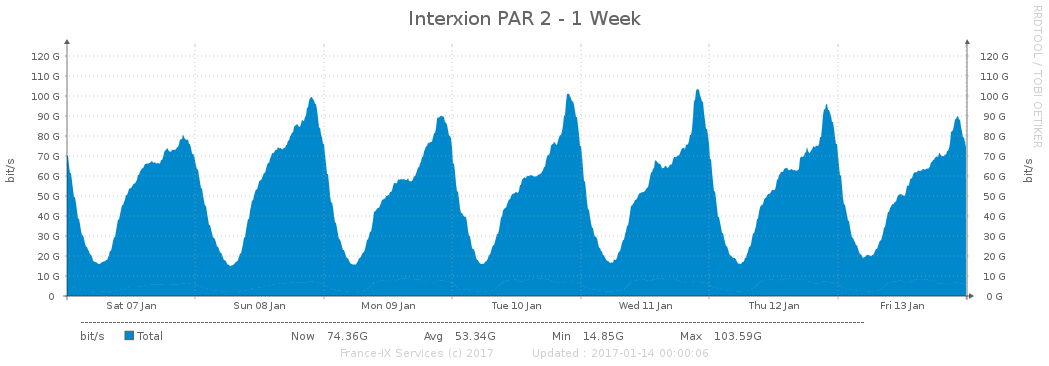 Interxion PAR 2 - 1 Week
RRDTOOL / TOBI OETIKER
bit/s
120 G
110 G
100 G
90 G
80 G
70 G
60 G
50 G
40 G
30 G
20 G
10 G
0
120 G
110 G
100 G
90 G
80 G
70 G
60 G
50 G
40 G
30 G
20 G
10 G
0 G
bit/s
Sat 07 Jan Sun 08 Jan Mon 09 Jan Tue 10 Jan Wed 11 Jan Thu 12 Jan Fri 13 Jan
bit/s Total Now 74.36G Avg 53.34G Min 14.85G Max 103.59G
France-IX Services (c) 2017 Updated : 2017-01-14 00:00:06